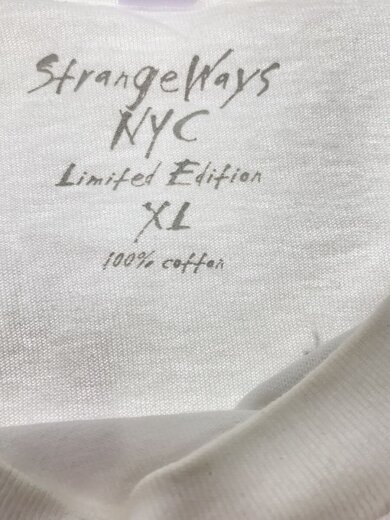 StrangeWays
NYC
Limited Edition
XL
100% cotton